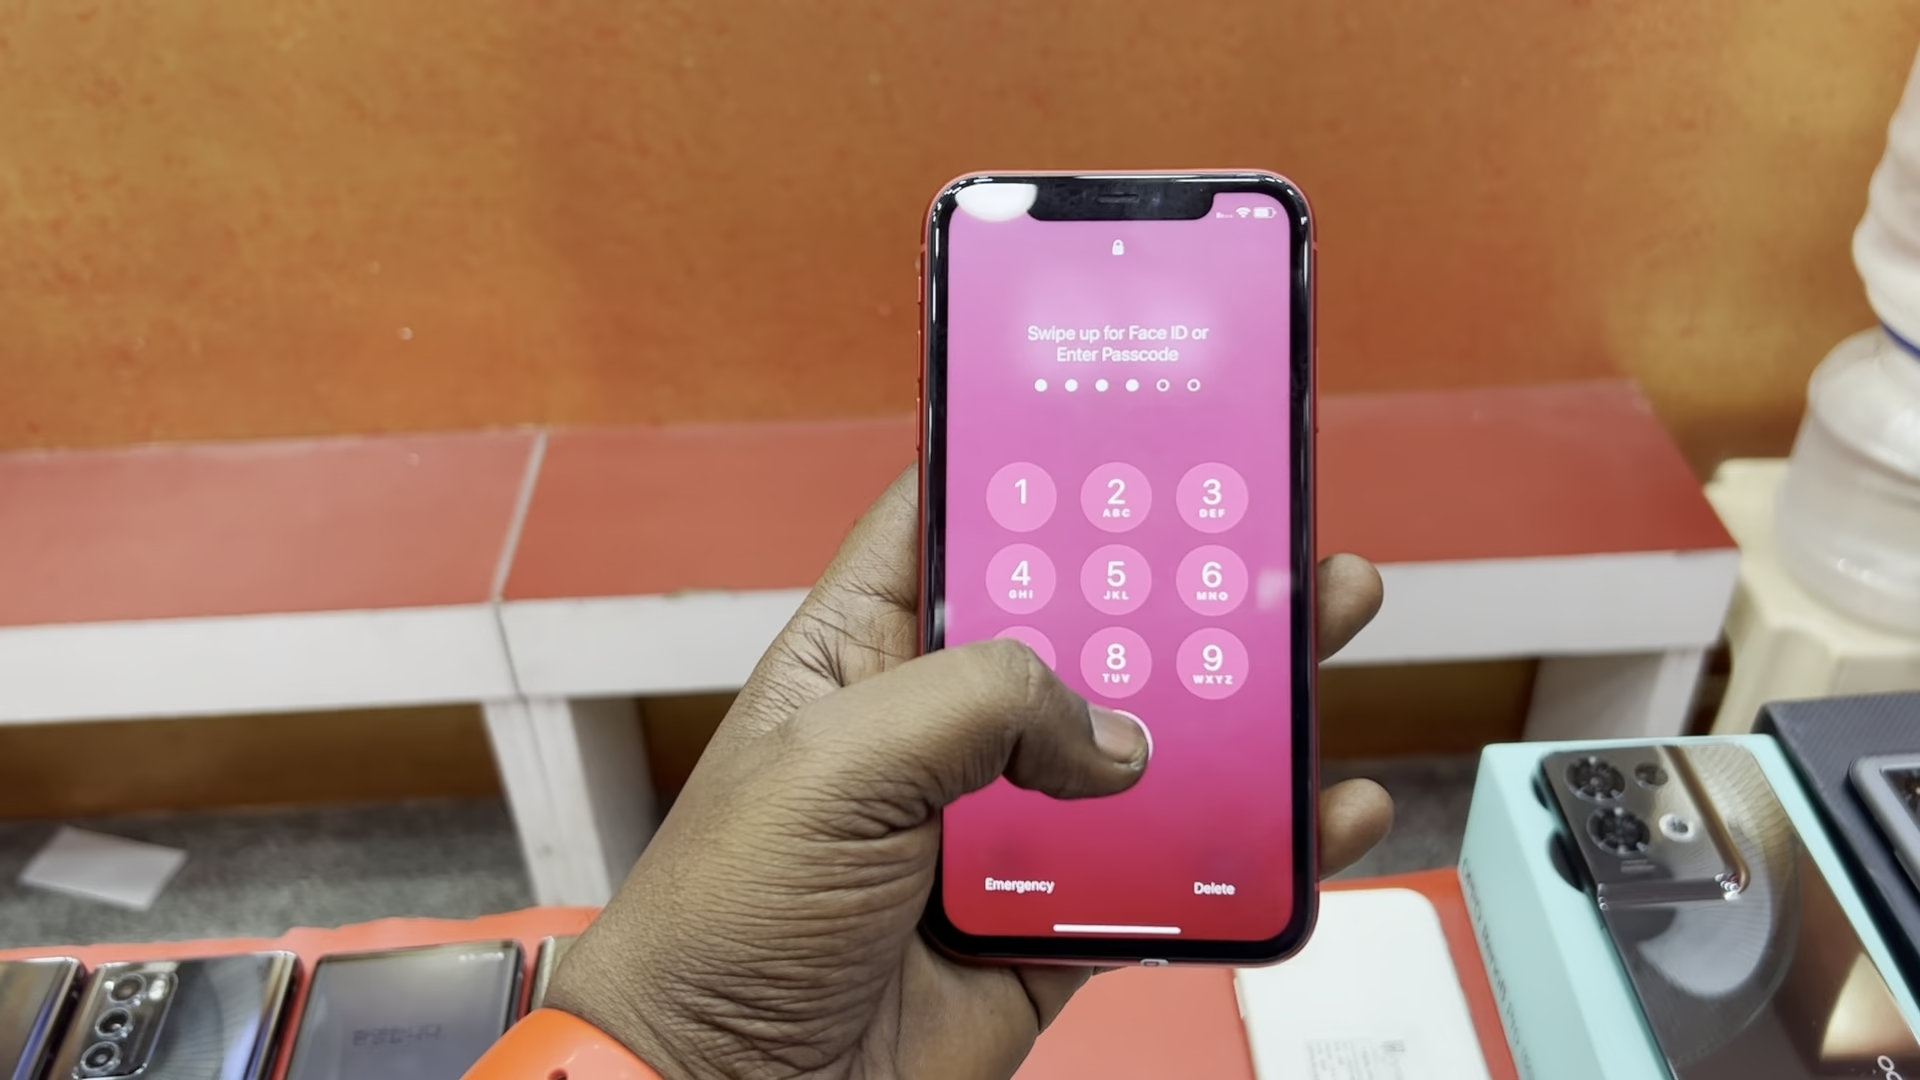 Swipe up for Face ID or
Enter Passcode
1
2
ABC
3
DEF
4
GHI
5
JKL
6
MNO
8
TUV
9
WXYZ
Emergency
Delete